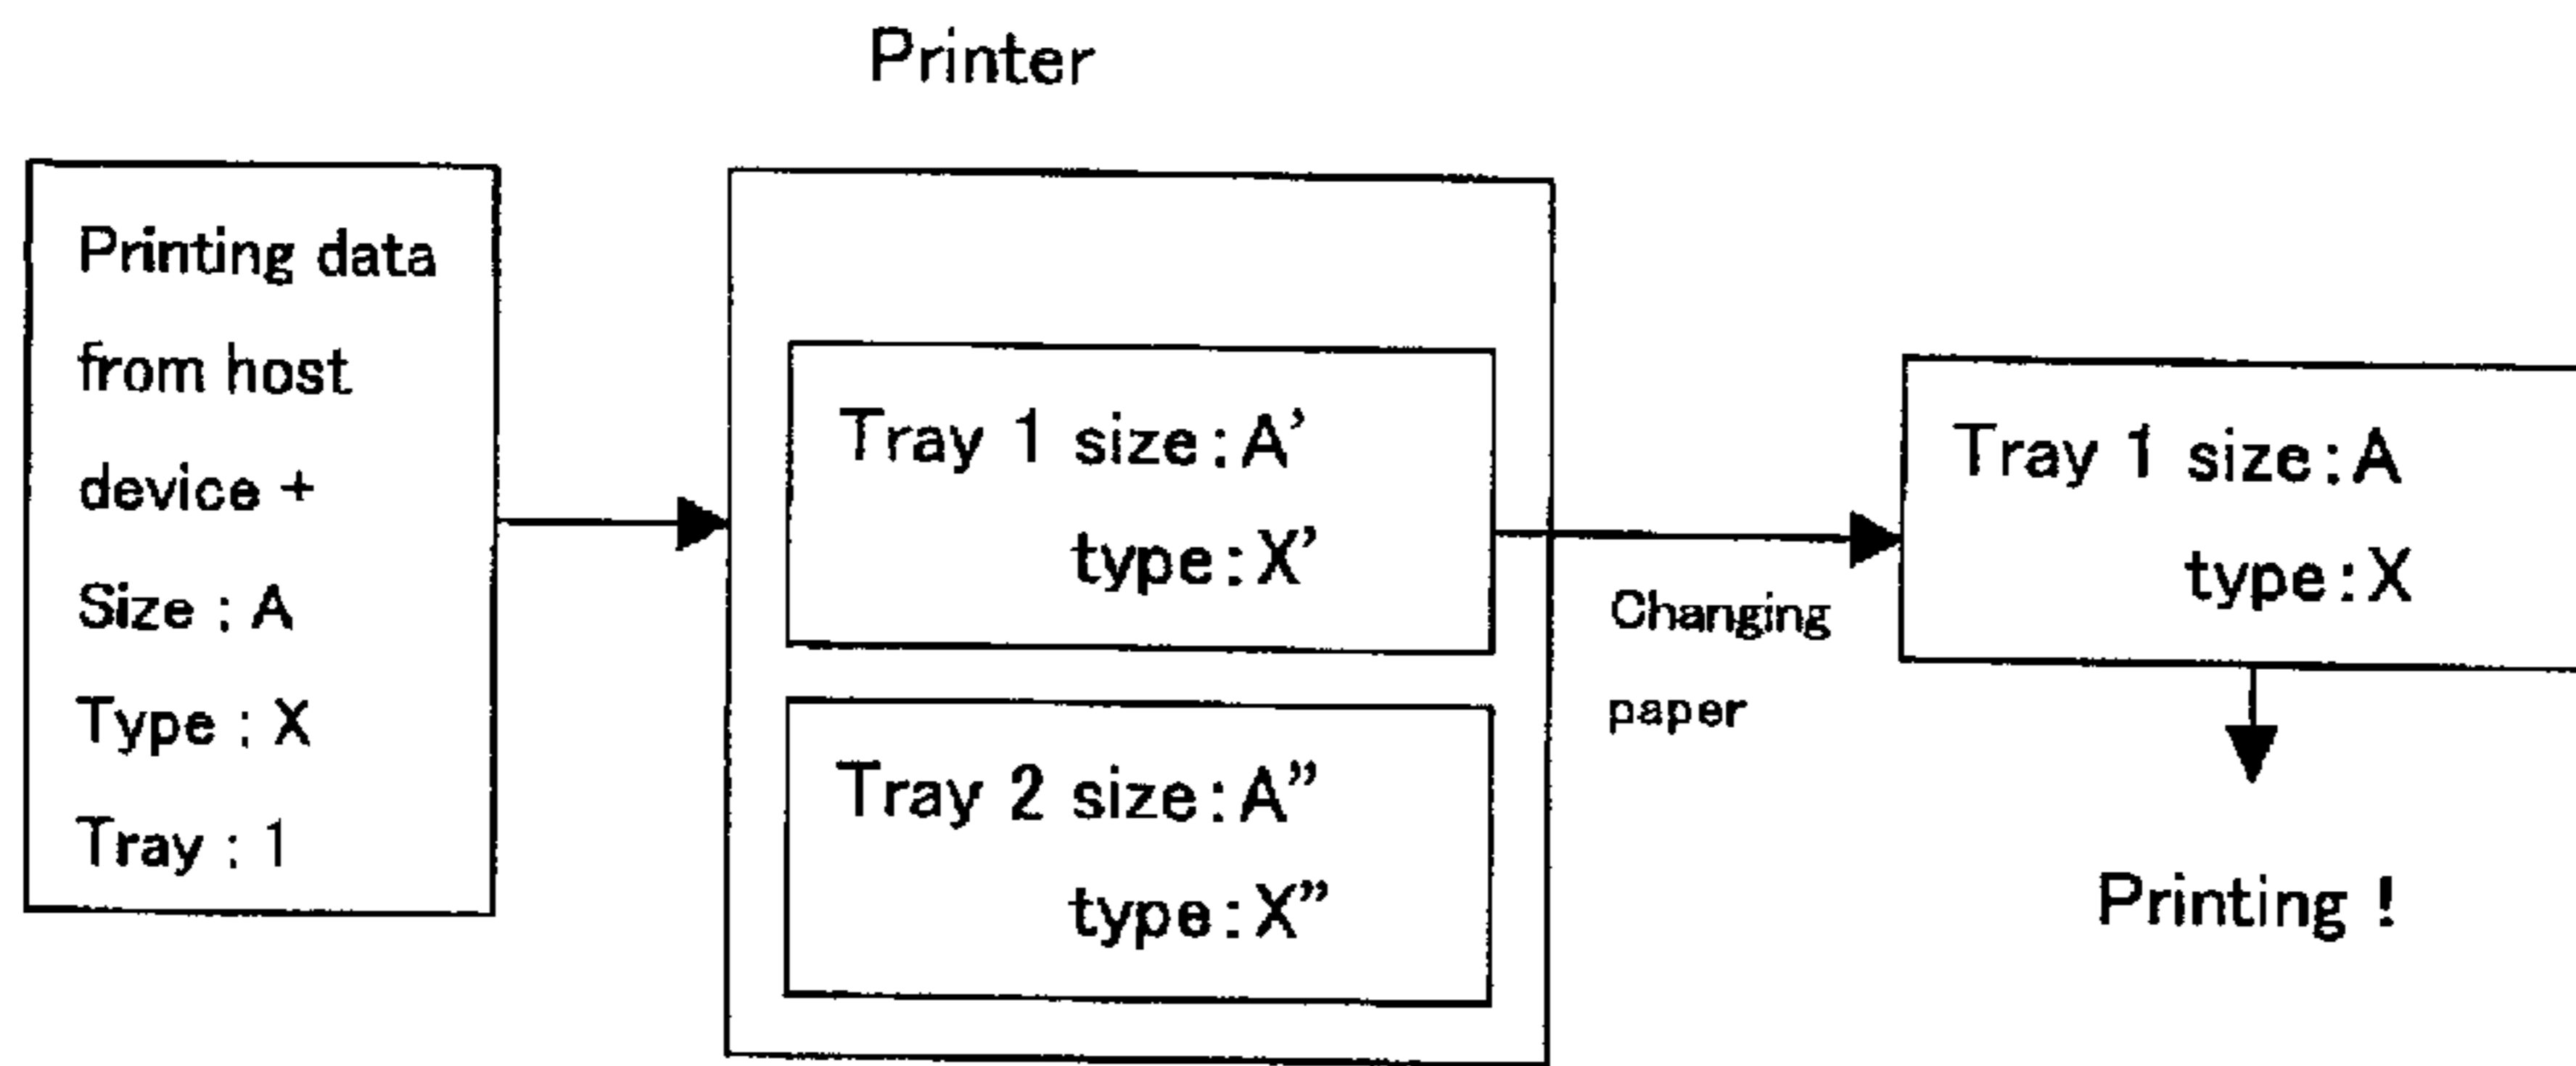 Printer
Printing data
from host
device +
Size : A
Type : X
Tray : 1
Tray 1 size : A'
type : X'
Tray 2 size : A”
type : X”
Changing
paper
Tray 1 size : A
type : X
Printing !